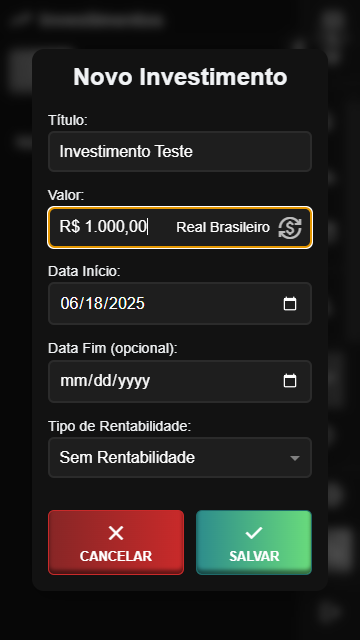 Investimentos
Novo Investimento
Título:
Investimento Teste
Valor:
R$ 1.000,00 Real Brasileiro
Data Início:
06/18/2025
Data Fim (opcional):
mm/dd/yyyy
Tipo de Rentabilidade:
Sem Rentabilidade
CANCELAR SALVAR